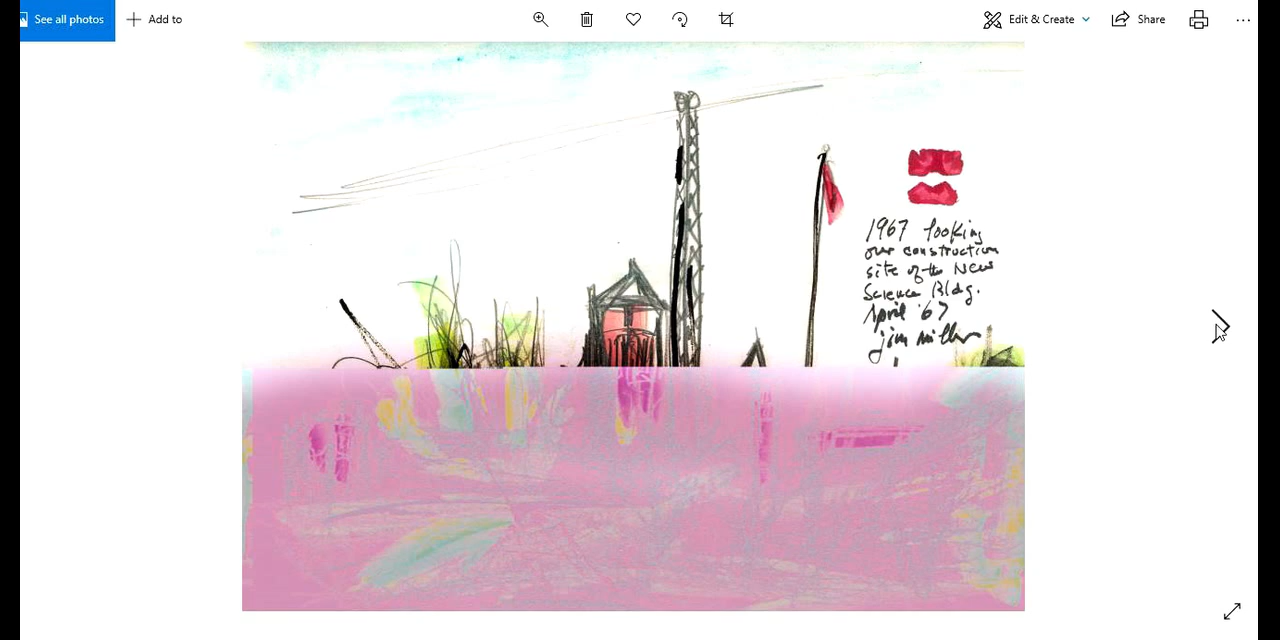 See all photos
Add to
Edit & Create
Share
1967 looking
our construction
site of the New
Science Bldg.
April '67
jim miller